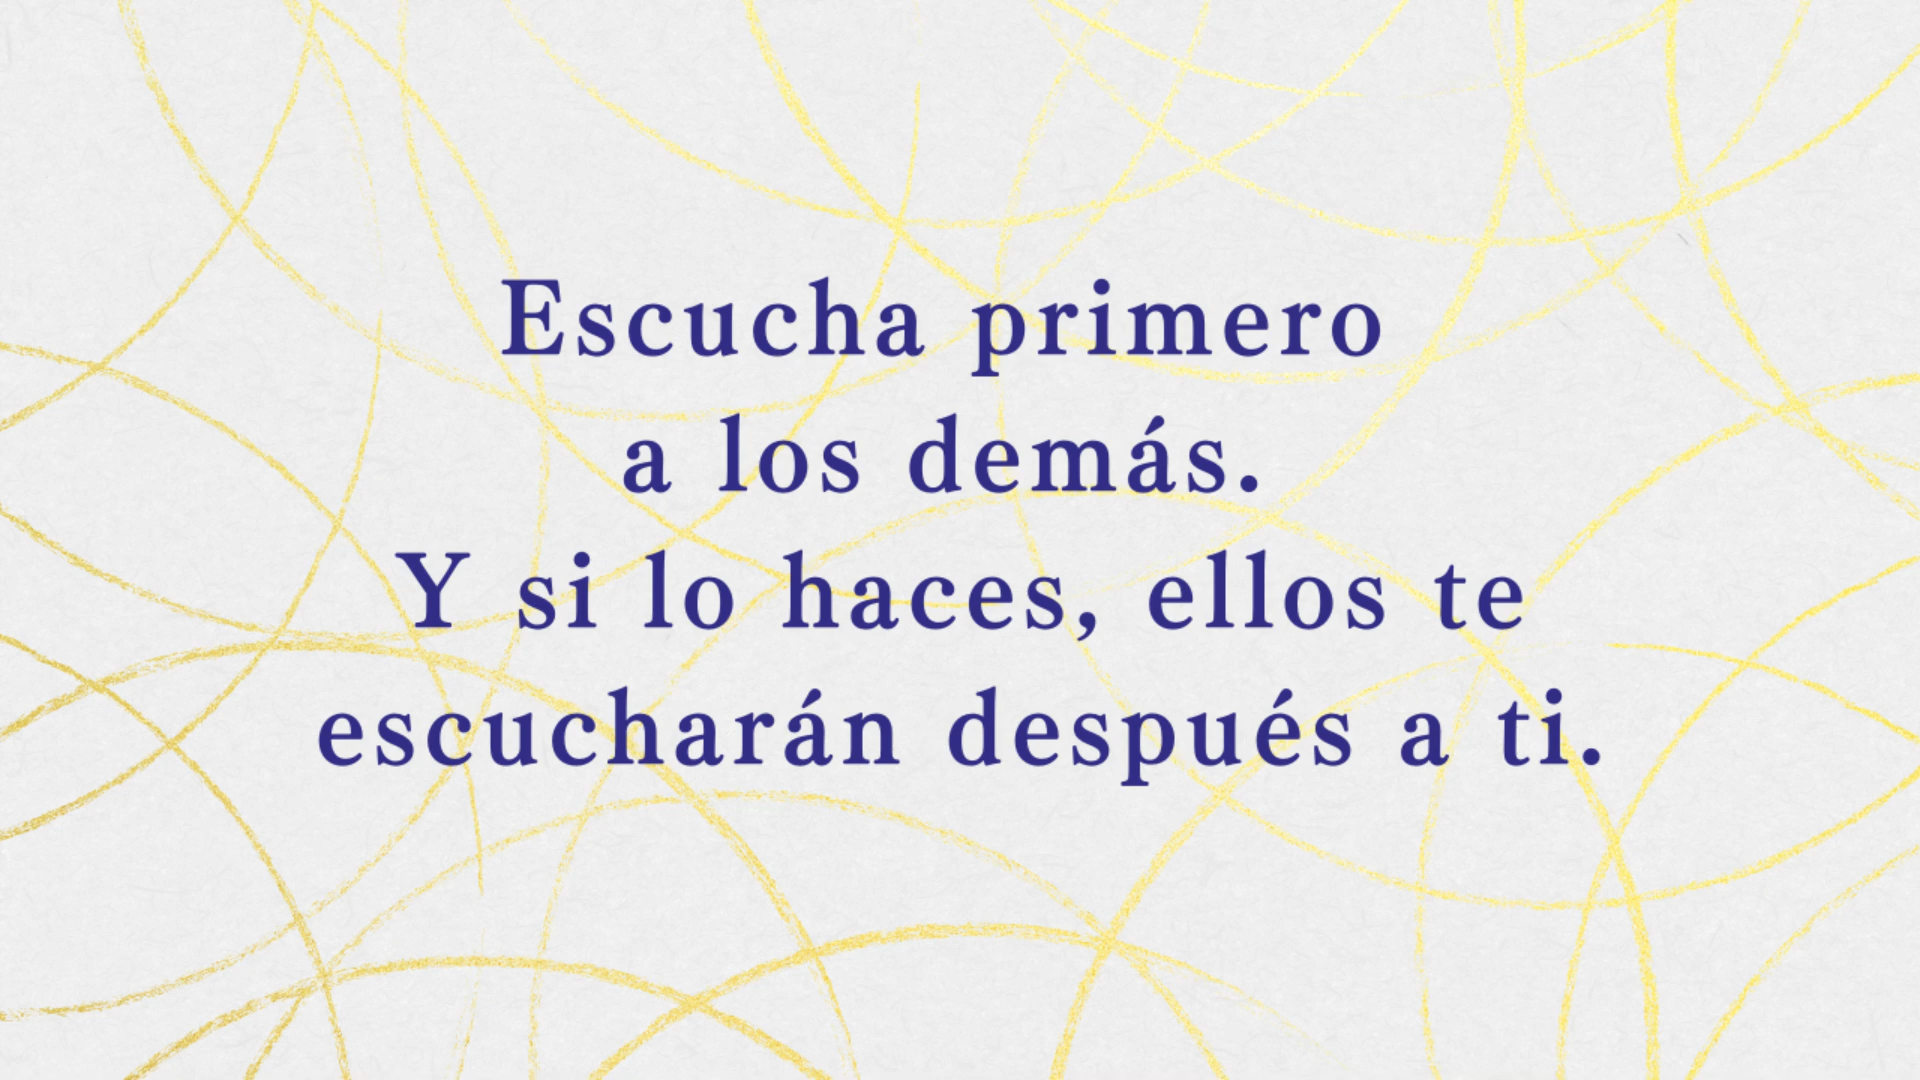 Escucha primero
a los demás.
Y si lo haces, ellos te
escucharán después a ti.